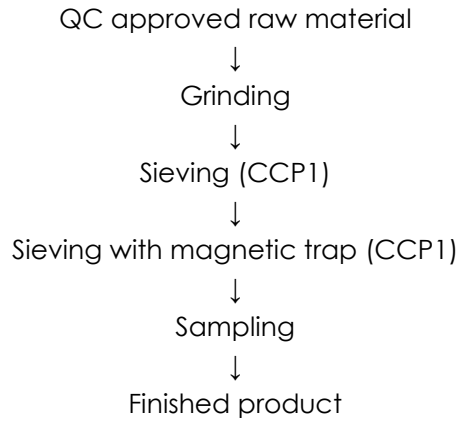 QC approved raw material
↓
Grinding
↓
Sieving (CCP1)
↓
Sieving with magnetic trap (CCP1)
↓
Sampling
↓
Finished product